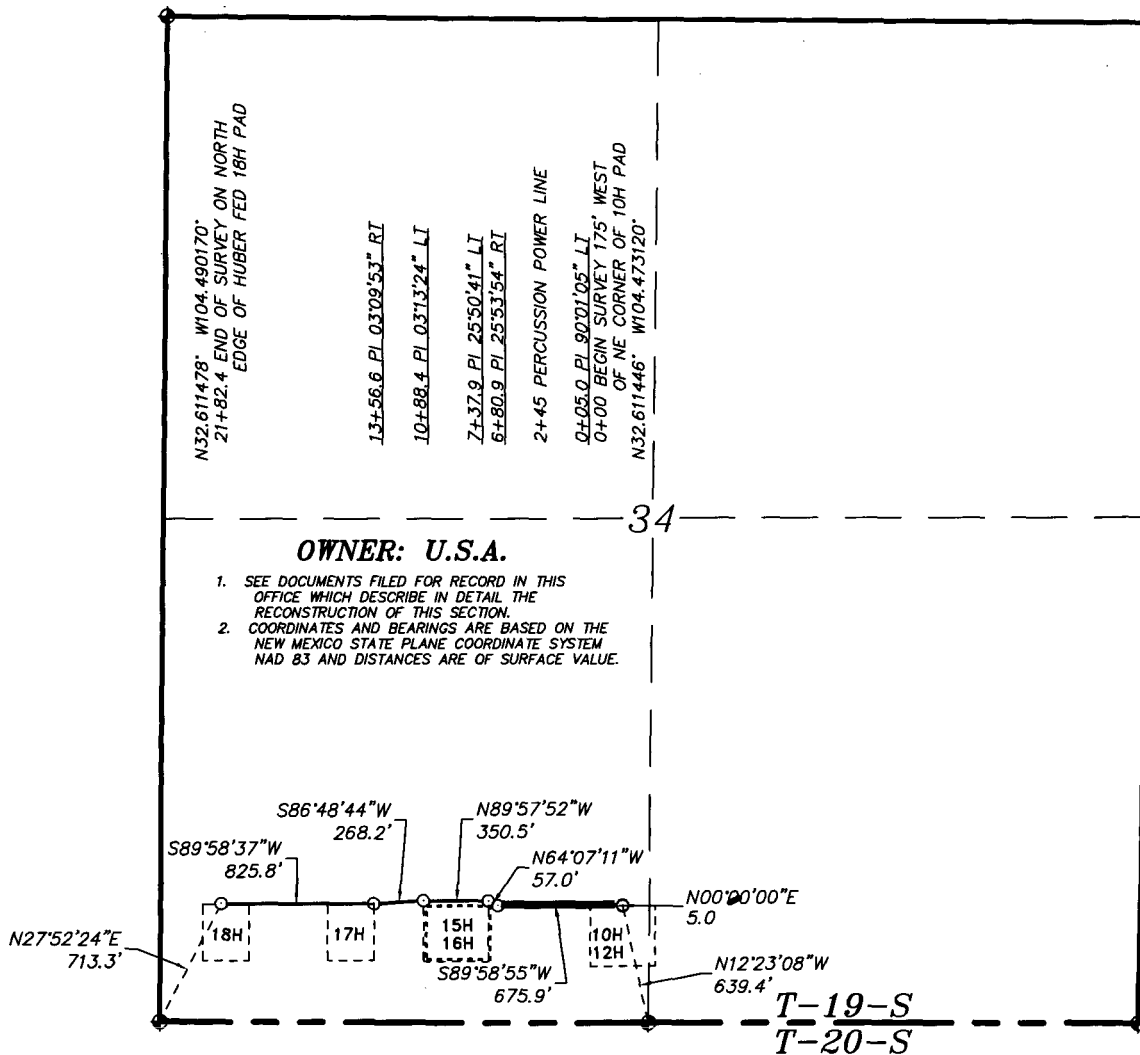 N32.611478° W104.490170°
21+82.4 END OF SURVEY ON NORTH
EDGE OF HUBER FED 18H PAD
13+56.6 PI 03°09'53" RT
10+88.4 PI 03°13'24" LT
7+37.9 PI 25°50'41" LT
6+80.9 PI 25°53'54" RT
2+45 PERCUSSION POWER LINE
0+05.0 PI 90°01'05" LT
0+00 BEGIN SURVEY 175' WEST
OF NE CORNER OF 10H PAD
N32.611446° W104.473120°
34
OWNER: U.S.A.
1. SEE DOCUMENTS FILED FOR RECORD IN THIS
OFFICE WHICH DESCRIBE IN DETAIL THE
RECONSTRUCTION OF THIS SECTION.
2. COORDINATES AND BEARINGS ARE BASED ON THE
NEW MEXICO STATE PLANE COORDINATE SYSTEM
NAD 83 AND DISTANCES ARE OF SURFACE VALUE.
S86°48'44"W
268.2'
N89°57'52"W
350.5'
S89°58'37"W
825.8'
N64°07'11"W
57.0'
N00°00'00"E
5.0
18H
17H
15H
16H
10H
12H
N27°52'24"E
713.3'
S89°58'55"W
675.9'
N12°23'08"W
639.4'
T-19-S
T-20-S